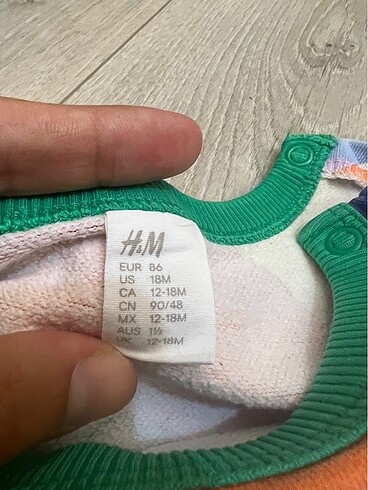 H&M
EUR 86
US 18M
CA 12-18M
CN 90/48
MX 12-18M
AUS 1½
UK 12-18M